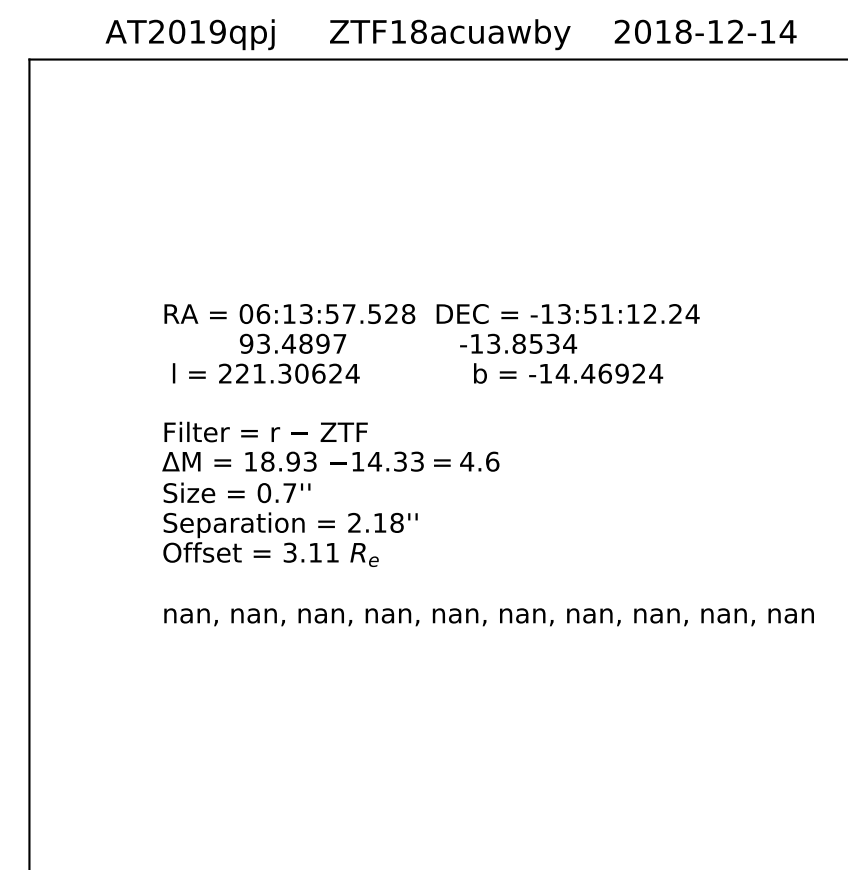 AT2019qpj ZTF18acuawby 2018-12-14
RA = 06:13:57.528 DEC = -13:51:12.24
93.4897 -13.8534
l = 221.30624 b = -14.46924
Filter = r − ZTF
ΔM = 18.93 −14.33 = 4.6
Size = 0.7''
Separation = 2.18''
Offset = 3.11 Re
nan, nan, nan, nan, nan, nan, nan, nan, nan, nan